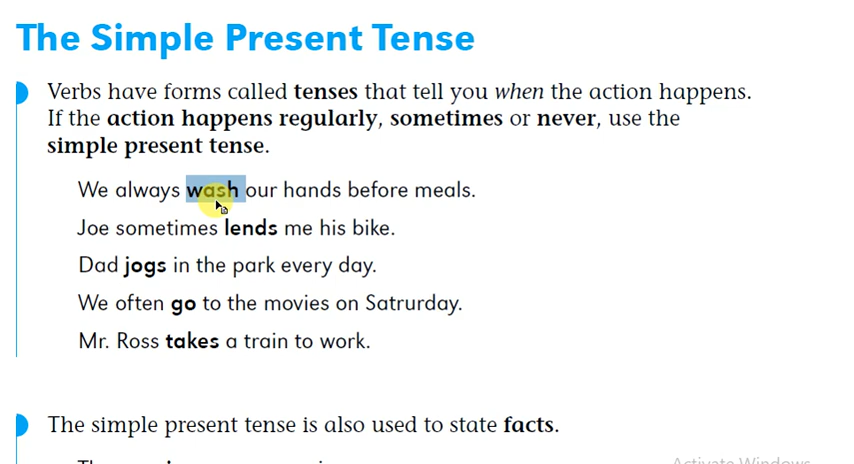 The Simple Present Tense
Verbs have forms called tenses that tell you when the action happens.
If the action happens regularly, sometimes or never, use the
simple present tense.
We always wash our hands before meals.
Joe sometimes lends me his bike.
Dad jogs in the park every day.
We often go to the movies on Satrurday.
Mr. Ross takes a train to work.
The simple present tense is also used to state facts.
Activate Windows